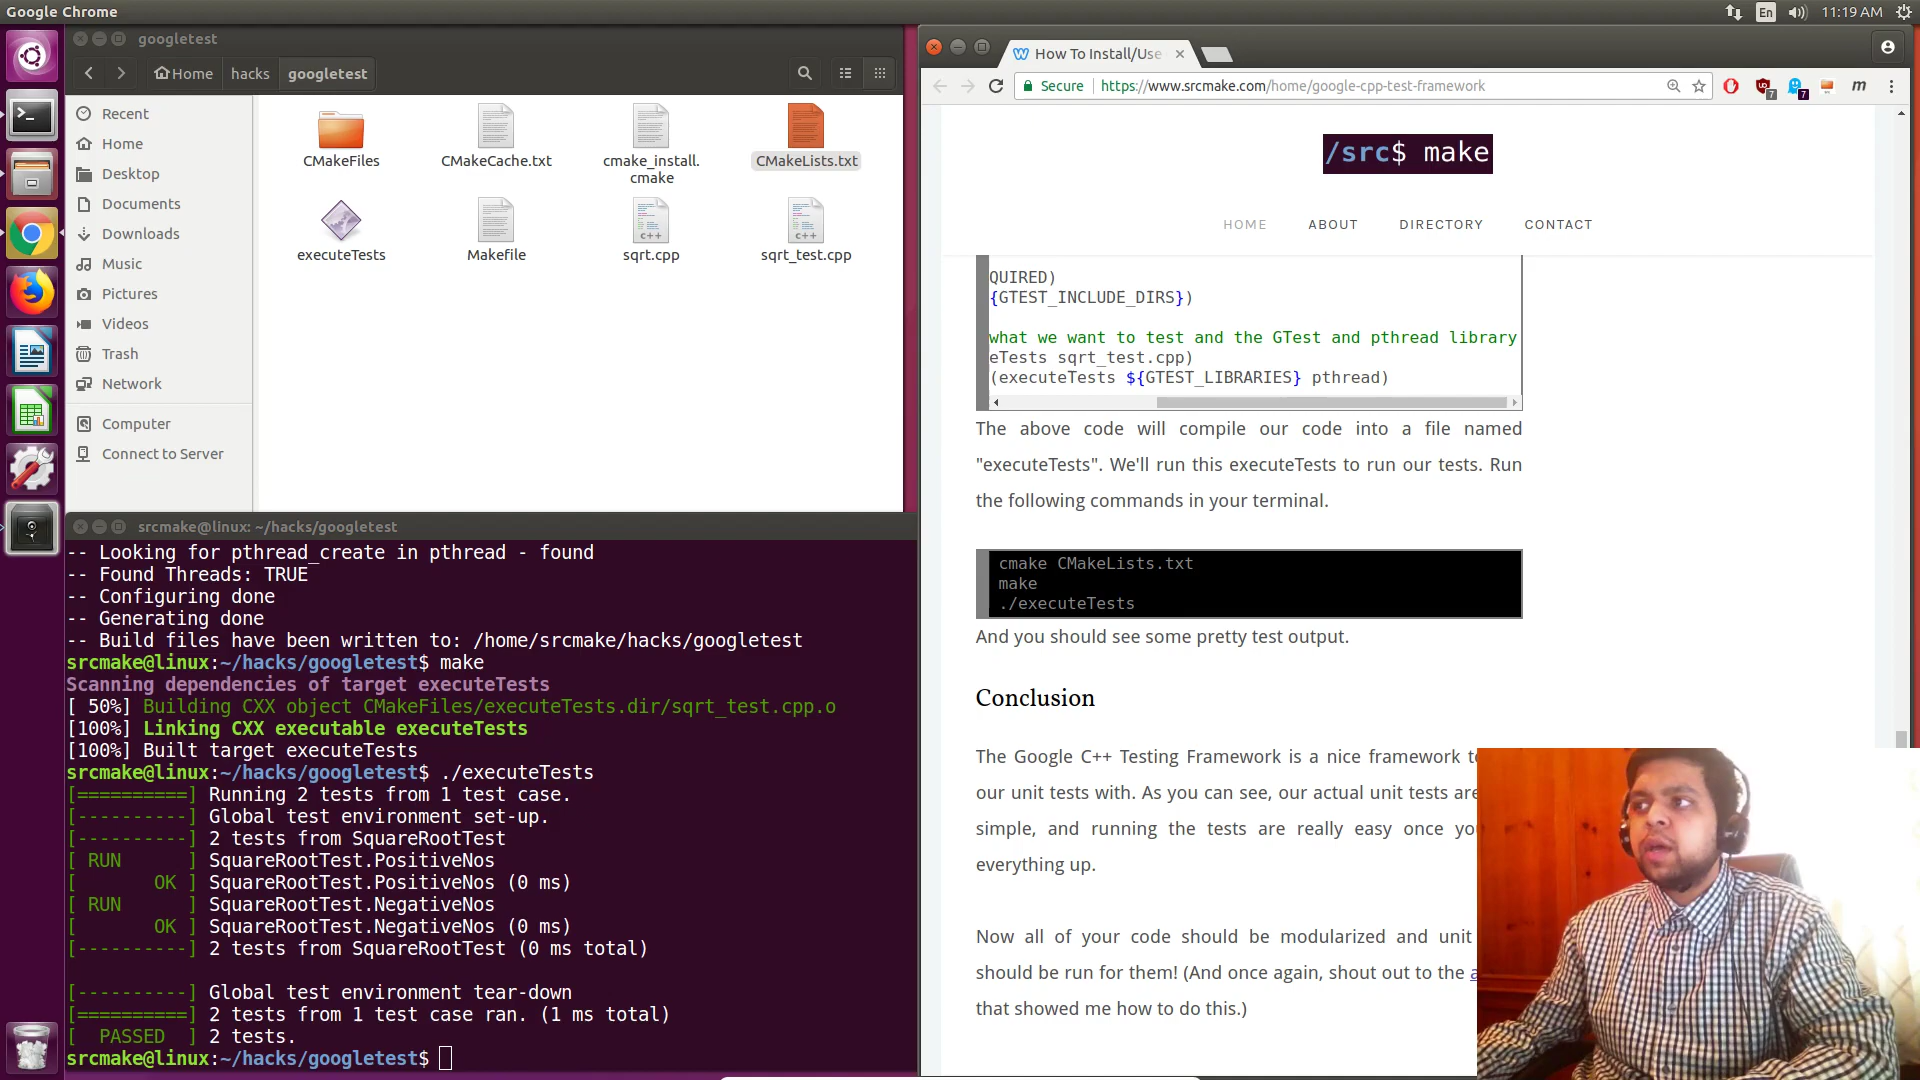 Google Chrome
En
11:19 AM
googletest
Home
hacks
googletest
Recent
Home
Desktop
Documents
Downloads
Music
Pictures
Videos
Trash
Network
Computer
Connect to Server
CMakeFiles
CMakeCache.txt
cmake_install.
cmake
CMakeLists.txt
executeTests
Makefile
c++
sqrt.cpp
c++
sqrt_test.cpp
srcmake@linux: ~/hacks/googletest
-- Looking for pthread_create in pthread - found
-- Found Threads: TRUE
-- Configuring done
-- Generating done
-- Build files have been written to: /home/srcmake/hacks/googletest
srcmake@linux:~/hacks/googletest$ make
Scanning dependencies of target executeTests
[ 50%] Building CXX object CMakeFiles/executeTests.dir/sqrt_test.cpp.o
[100%] Linking CXX executable executeTests
[100%] Built target executeTests
srcmake@linux:~/hacks/googletest$ ./executeTests
[==========] Running 2 tests from 1 test case.
[----------] Global test environment set-up.
[----------] 2 tests from SquareRootTest
[ RUN      ] SquareRootTest.PositiveNos
[       OK ] SquareRootTest.PositiveNos (0 ms)
[ RUN      ] SquareRootTest.NegativeNos
[       OK ] SquareRootTest.NegativeNos (0 ms)
[----------] 2 tests from SquareRootTest (0 ms total)
[----------] Global test environment tear-down
[==========] 2 tests from 1 test case ran. (1 ms total)
[  PASSED  ] 2 tests.
srcmake@linux:~/hacks/googletest$
How To Install/Use
Secure
https://www.srcmake.com/home/google-cpp-test-framework
7
7
m
/src$ make
HOME
ABOUT
DIRECTORY
CONTACT
QUIRED)
{GTEST_INCLUDE_DIRS})
what we want to test and the GTest and pthread library
eTests sqrt_test.cpp)
(executeTests ${GTEST_LIBRARIES} pthread)
The above code will compile our code into a file named
"executeTests". We'll run this executeTests to run our tests. Run
the following commands in your terminal.
cmake CMakeLists.txt
make
./executeTests
And you should see some pretty test output.
Conclusion
The Google C++ Testing Framework is a nice framework
our unit tests with. As you can see, our actual unit tests are
simple, and running the tests are really easy once
everything up.
Now all of your code should be modularized and unit
should be run for them! (And once again, shout out to the
that showed me how to do this.)